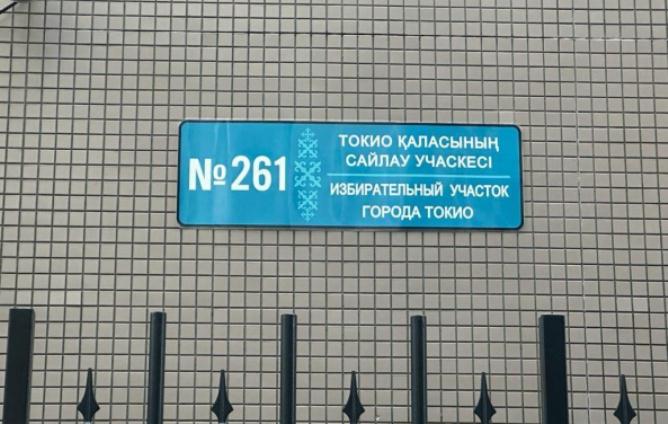 №261
ТОКИО ҚАЛАСЫНЫҢ
САЙЛАУ УЧАСКЕСІ
ИЗБИРАТЕЛЬНЫЙ УЧАСТОК
ГОРОДА ТОКИО